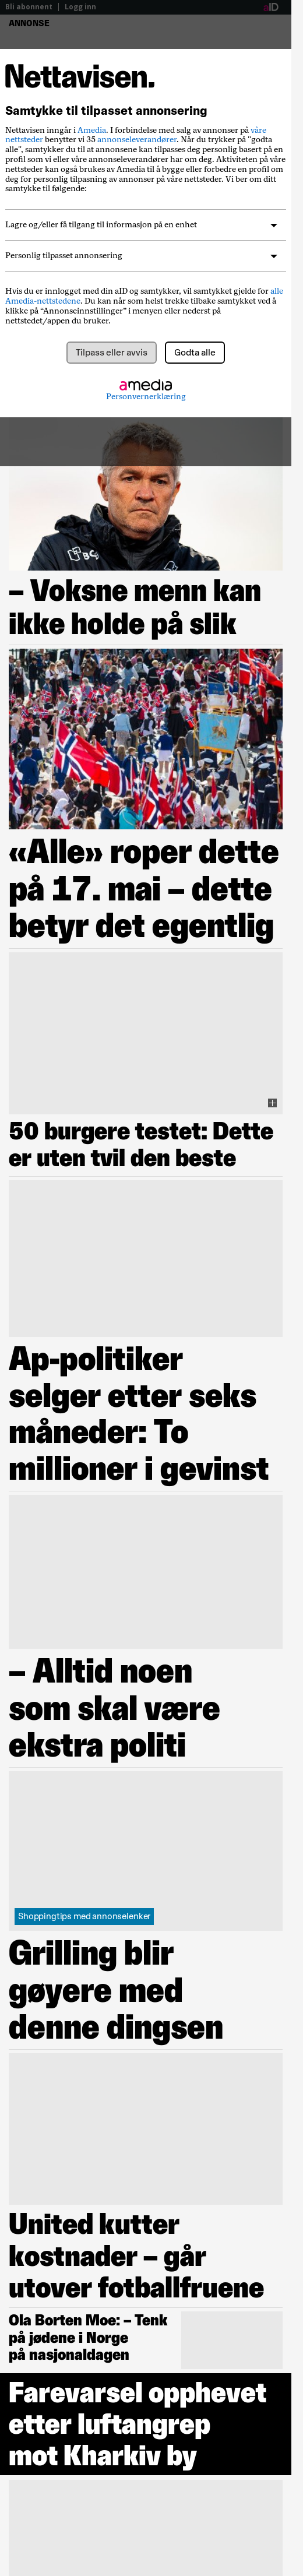 Bli abonnent | Logg inn
aID
ANNONSE
Nettavisen.
Samtykke til tilpasset annonsering
Nettavisen inngår i Amedia. I forbindelse med salg av annonser på våre
nettsteder benytter vi 35 annonseleverandører. Når du trykker på "godta
alle", samtykker du til at annonsene kan tilpasses deg personlig basert på en
profil som vi eller våre annonseleverandører har om deg. Aktiviteten på våre
nettsteder kan også brukes av Amedia til å bygge eller forbedre en profil om
deg for personlig tilpasning av annonser på våre nettsteder. Vi ber om ditt
samtykke til følgende:
Lagre og/eller få tilgang til informasjon på en enhet
Personlig tilpasset annonsering
Hvis du er innlogget med din aID og samtykker, vil samtykket gjelde for alle
Amedia-nettstedene. Du kan når som helst trekke tilbake samtykket ved å
klikke på “Annonseinnstillinger” i menyen eller nederst på
nettstedet/appen du bruker.
Tilpass eller avvis
Godta alle
amedia
Personvernerklæring
– Voksne menn kan
ikke holde på slik
«Alle» roper dette
på 17. mai – dette
betyr det egentlig
50 burgere testet: Dette
er uten tvil den beste
Ap-politiker
selger etter seks
måneder: To
millioner i gevinst
– Alltid noen
som skal være
ekstra politi
Shoppingtips med annonselenker
Grilling blir
gøyere med
denne dingsen
United kutter
kostnader – går
utover fotballfruene
Ola Borten Moe: – Tenk
på jødene i Norge
på nasjonaldagen
Farevarsel opphevet
etter luftangrep
mot Kharkiv by